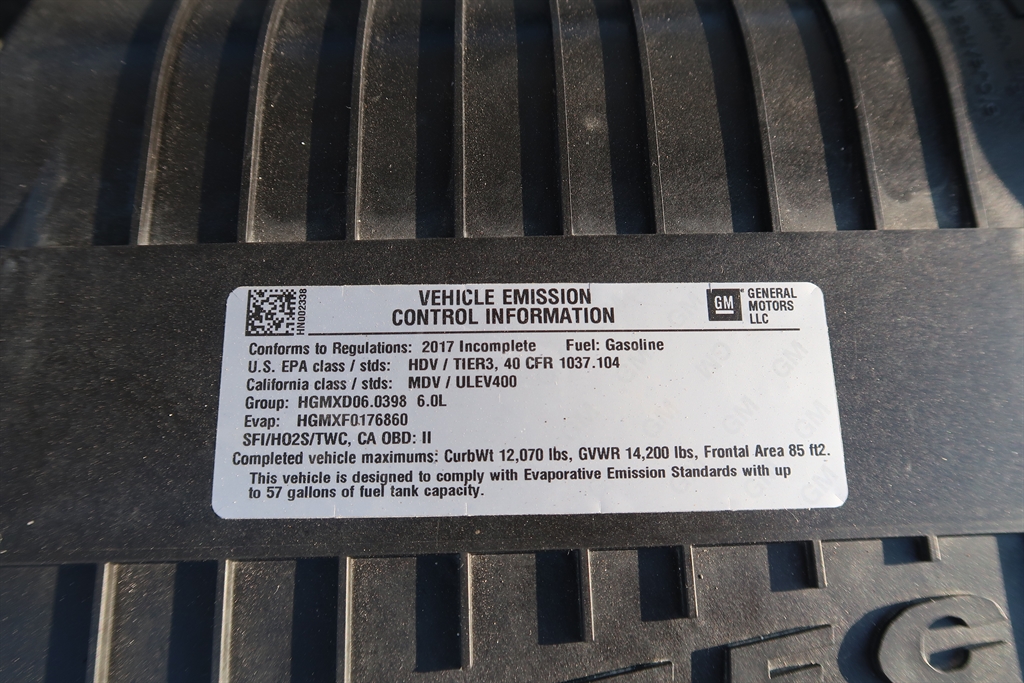 HN002338
VEHICLE EMISSION
CONTROL INFORMATION
GM
GENERAL
MOTORS
LLC
Conforms to Regulations: 2017 Incomplete Fuel: Gasoline
U.S. EPA class / stds: HDV / TIER3, 40 CFR 1037.104
California class / stds: MDV / ULEV400
Group: HGMXD06.0398 6.0L
Evap: HGMXF0176860
SFI/HO2S/TWC, CA OBD: II
Completed vehicle maximums: CurbWt 12,070 lbs, GVWR 14,200 lbs, Frontal Area 85 ft2.
This vehicle is designed to comply with Evaporative Emission Standards with up
to 57 gallons of fuel tank capacity.